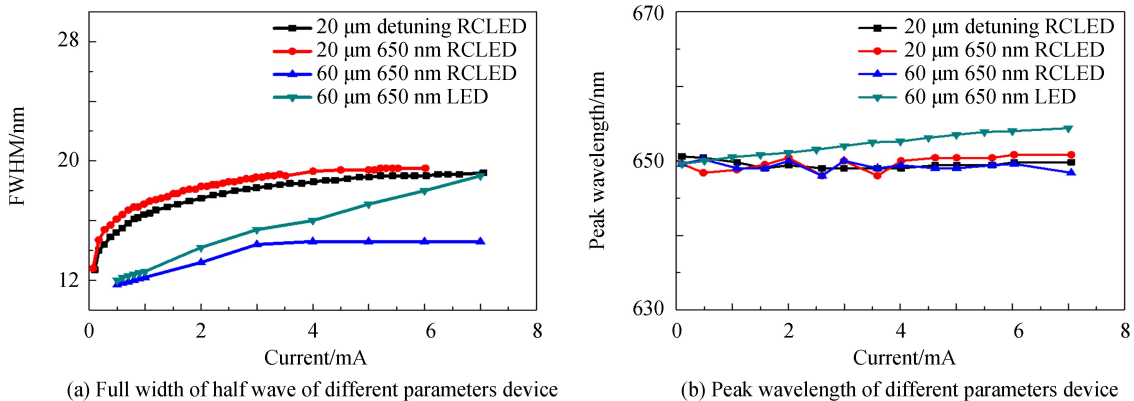 28
20
12
FWHM/nm
20 μm detuning RCLED
20 μm 650 nm RCLED
60 μm 650 nm RCLED
60 μm 650 nm LED
0
2
4
6
8
Current/mA
(a) Full width of half wave of different parameters device
670
650
630
Peak wavelength/nm
20 μm detuning RCLED
20 μm 650 nm RCLED
60 μm 650 nm RCLED
60 μm 650 nm LED
0
2
4
6
8
Current/mA
(b) Peak wavelength of different parameters device